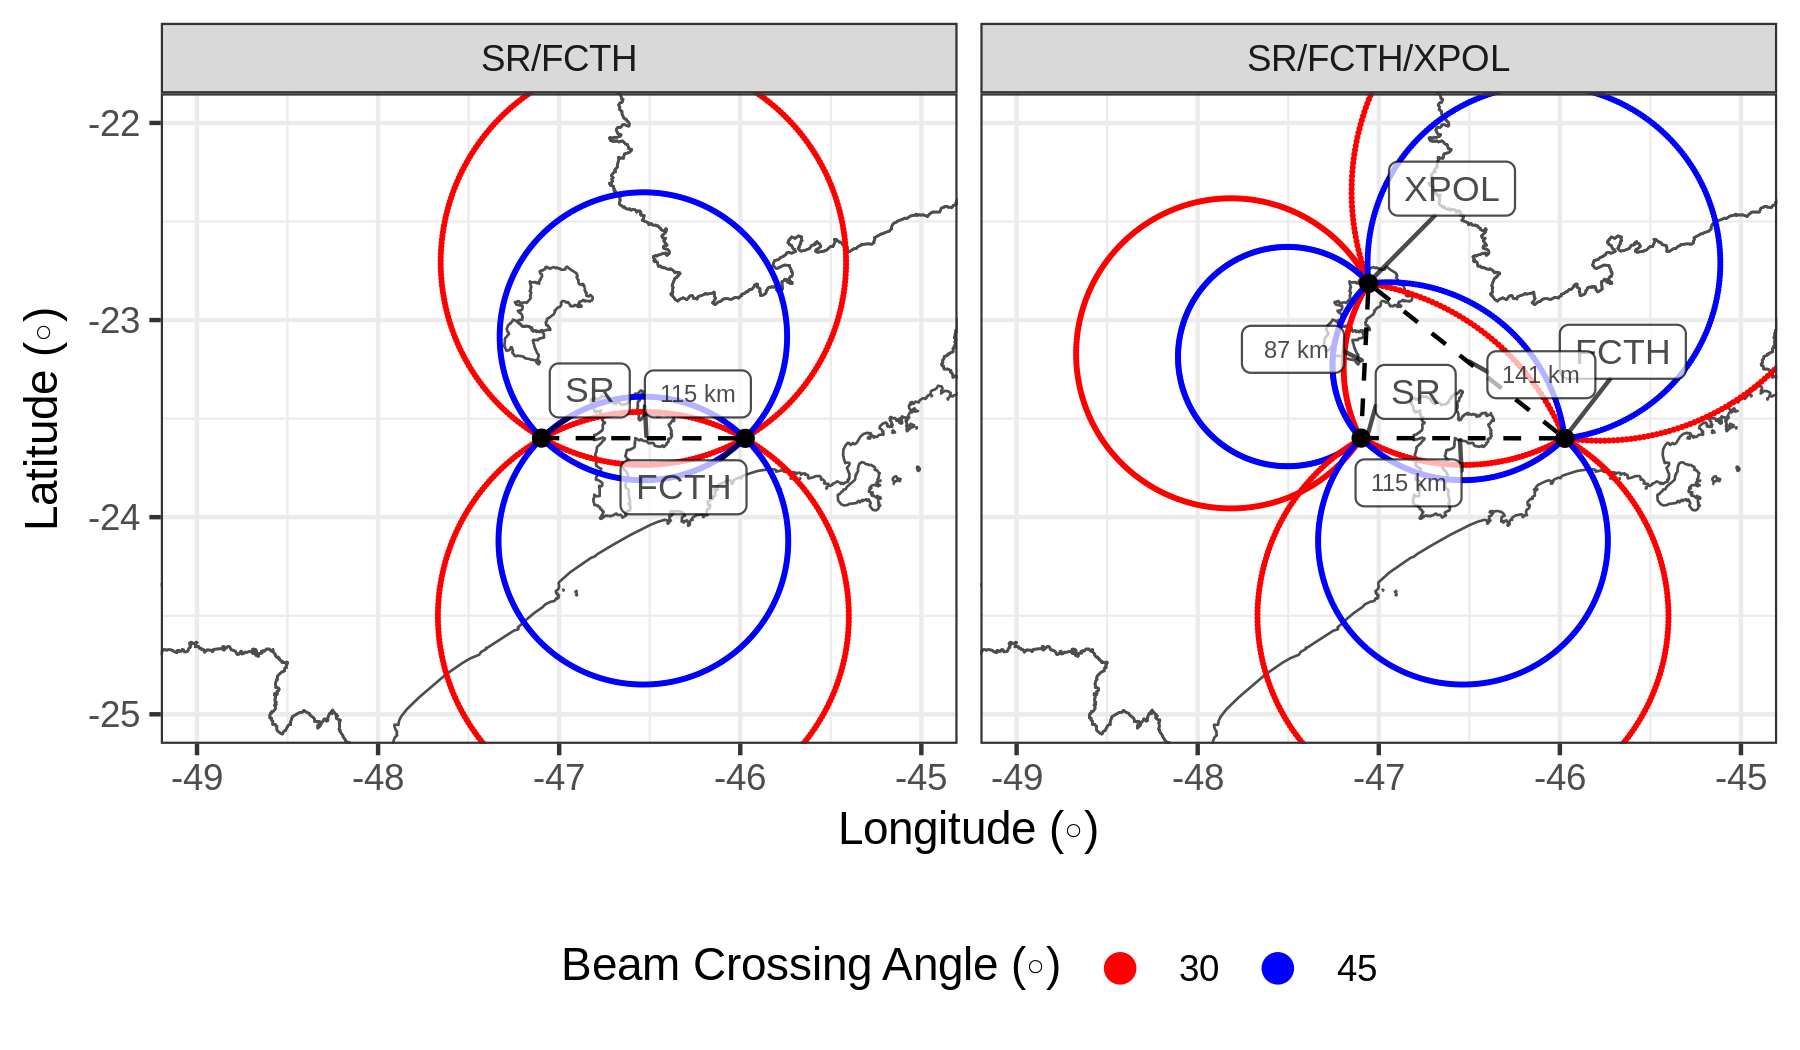 SR/FCTH
SR/FCTH/XPOL
-22
-23
-24
-25
Latitude (○)
SR
115 km
FCTH
XPOL
87 km
FCTH
141 km
SR
115 km
-49 -48 -47 -46 -45
-49 -48 -47 -46 -45
Longitude (○)
Beam Crossing Angle (○) 30 45